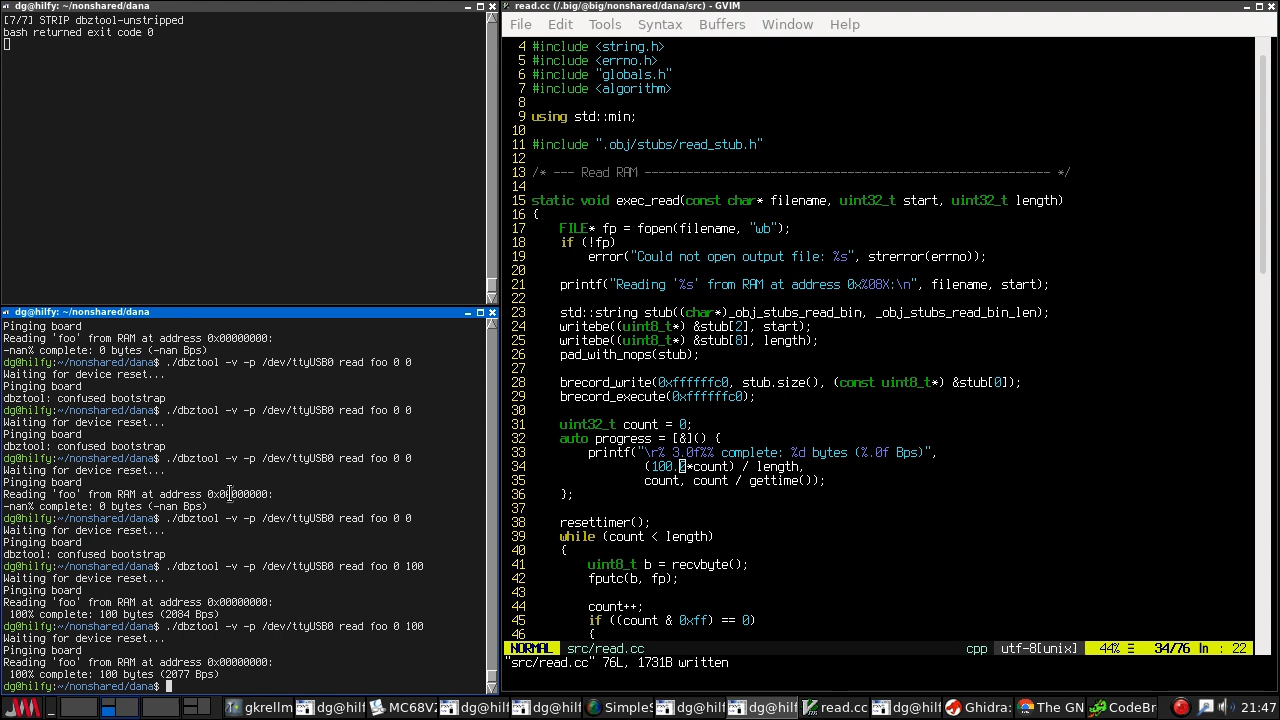 dg@hilfy: ~/nonshared/dana
[7/7] STRIP dbztool-unstripped
bash returned exit code 0
dg@hilfy: ~/nonshared/dana
Pinging board
Reading 'foo' from RAM at address 0x00000000:
-nan% complete: 0 bytes (-nan Bps)
dg@hilfy:~/nonshared/dana$ ./dbztool -v -p /dev/ttyUSB0 read foo 0 0
Waiting for device reset...
Pinging board
dbztool: confused bootstrap
dg@hilfy:~/nonshared/dana$ ./dbztool -v -p /dev/ttyUSB0 read foo 0 0
Waiting for device reset...
Pinging board
dbztool: confused bootstrap
dg@hilfy:~/nonshared/dana$ ./dbztool -v -p /dev/ttyUSB0 read foo 0 0
Waiting for device reset...
Pinging board
Reading 'foo' from RAM at address 0x00000000:
-nan% complete: 0 bytes (-nan Bps)
dg@hilfy:~/nonshared/dana$ ./dbztool -v -p /dev/ttyUSB0 read foo 0 0
Waiting for device reset...
Pinging board
dbztool: confused bootstrap
dg@hilfy:~/nonshared/dana$ ./dbztool -v -p /dev/ttyUSB0 read foo 0 100
Waiting for device reset...
Pinging board
Reading 'foo' from RAM at address 0x00000000:
 100% complete: 100 bytes (2084 Bps)
dg@hilfy:~/nonshared/dana$ ./dbztool -v -p /dev/ttyUSB0 read foo 0 100
Waiting for device reset...
Pinging board
Reading 'foo' from RAM at address 0x00000000:
 100% complete: 100 bytes (2077 Bps)
dg@hilfy:~/nonshared/dana$
read.cc (/.big/@big/nonshared/dana/src) - GVIM
File Edit Tools Syntax Buffers Window Help
4 #include <string.h>
5 #include <errno.h>
6 #include "globals.h"
7 #include <algorithm>
8
9 using std::min;
10
11 #include ".obj/stubs/read_stub.h"
12
13 /* --- Read RAM ---------------------------------------------------------- */
14
15 static void exec_read(const char* filename, uint32_t start, uint32_t length)
16 {
17     FILE* fp = fopen(filename, "wb");
18     if (!fp)
19         error("Could not open output file: %s", strerror(errno));
20
21     printf("Reading '%s' from RAM at address 0x%08X:\n", filename, start);
22
23     std::string stub((char*)_obj_stubs_read_bin, _obj_stubs_read_bin_len);
24     writebe((uint8_t*) &stub[2], start);
25     writebe((uint8_t*) &stub[8], length);
26     pad_with_nops(stub);
27
28     brecord_write(0xffffffc0, stub.size(), (const uint8_t*) &stub[0]);
29     brecord_execute(0xffffffc0);
30
31     uint32_t count = 0;
32     auto progress = [&]() {
33         printf("\r% 3.0f%% complete: %d bytes (%.0f Bps)",
34                 (100.0*count) / length,
35                 count, count / gettime());
36     };
37
38     resettimer();
39     while (count < length)
40     {
41         uint8_t b = recvbyte();
42         fputc(b, fp);
43
44         count++;
45         if ((count & 0xff) == 0)
46         {
NORMAL src/read.cc cpp utf-8[unix] 44% ☰ 34/76 ln : 22
"src/read.cc" 76L, 1731B written
gkrellm dg@hilf MC68VZ dg@hilf dg@hilf SimpleS dg@hilf dg@hilf read.cc dg@hilf Ghidra: The GN CodeBr 21:47